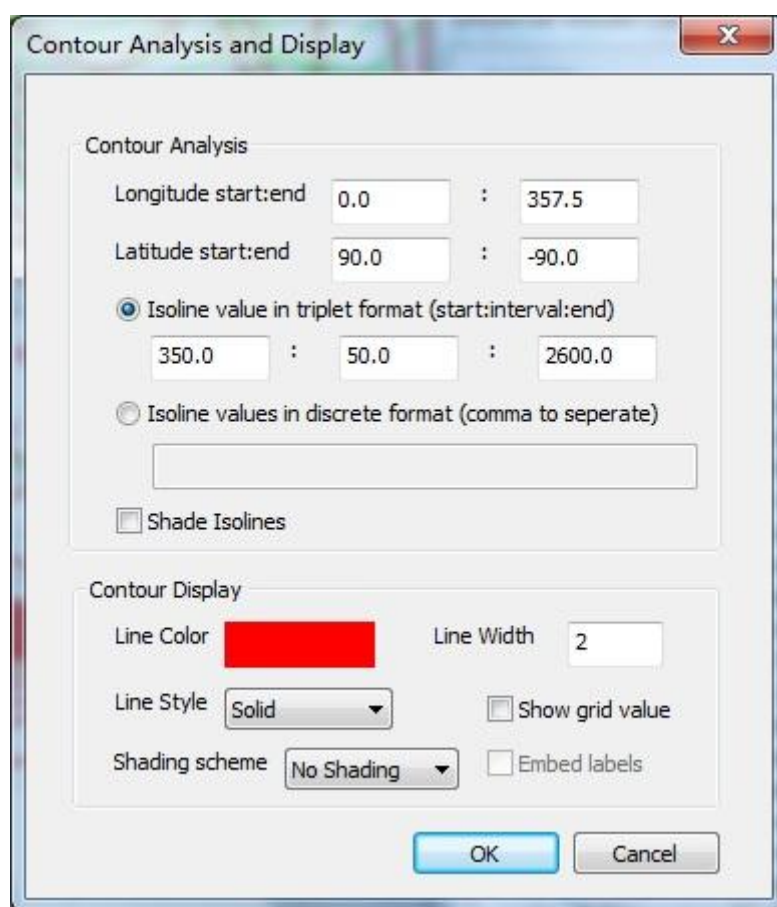 Contour Analysis and Display
Contour Analysis
Longitude start:end 0.0 : 357.5
Latitude start:end 90.0 : -90.0
Isoline value in triplet format (start:interval:end)
350.0 : 50.0 : 2600.0
Isoline values in discrete format (comma to seperate)
Shade Isolines
Contour Display
Line Color Line Width 2
Line Style Solid Show grid value
Shading scheme No Shading Embed labels
OK Cancel